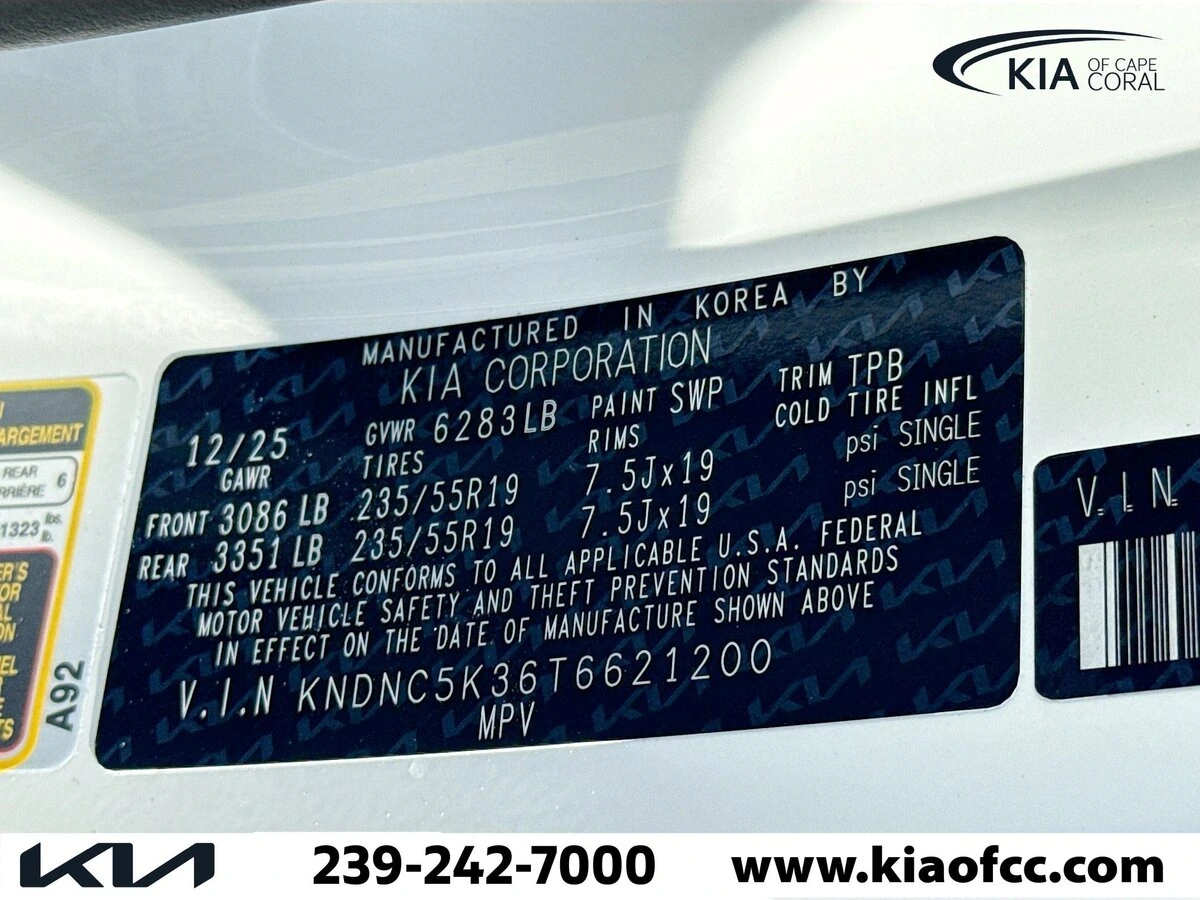 KIA OF CAPE CORAL
MANUFACTURED IN KOREA BY
KIA CORPORATION
12/25 GVWR 6283LB PAINT SWP TRIM TPB
GAWR TIRES RIMS COLD TIRE INFL
FRONT 3086 LB 235/55R19 7.5Jx19 psi SINGLE
REAR 3351 LB 235/55R19 7.5Jx19 psi SINGLE
THIS VEHICLE CONFORMS TO ALL APPLICABLE U.S.A. FEDERAL
MOTOR VEHICLE SAFETY AND THEFT PREVENTION STANDARDS
IN EFFECT ON THE DATE OF MANUFACTURE SHOWN ABOVE
V.I.N KNDNC5K36T6621200
MPV
ARGEMENT
REAR 6
RRIÈRE
1323 lbs.
A92
V.I.N
KIA 239-242-7000 www.kiaofcc.com